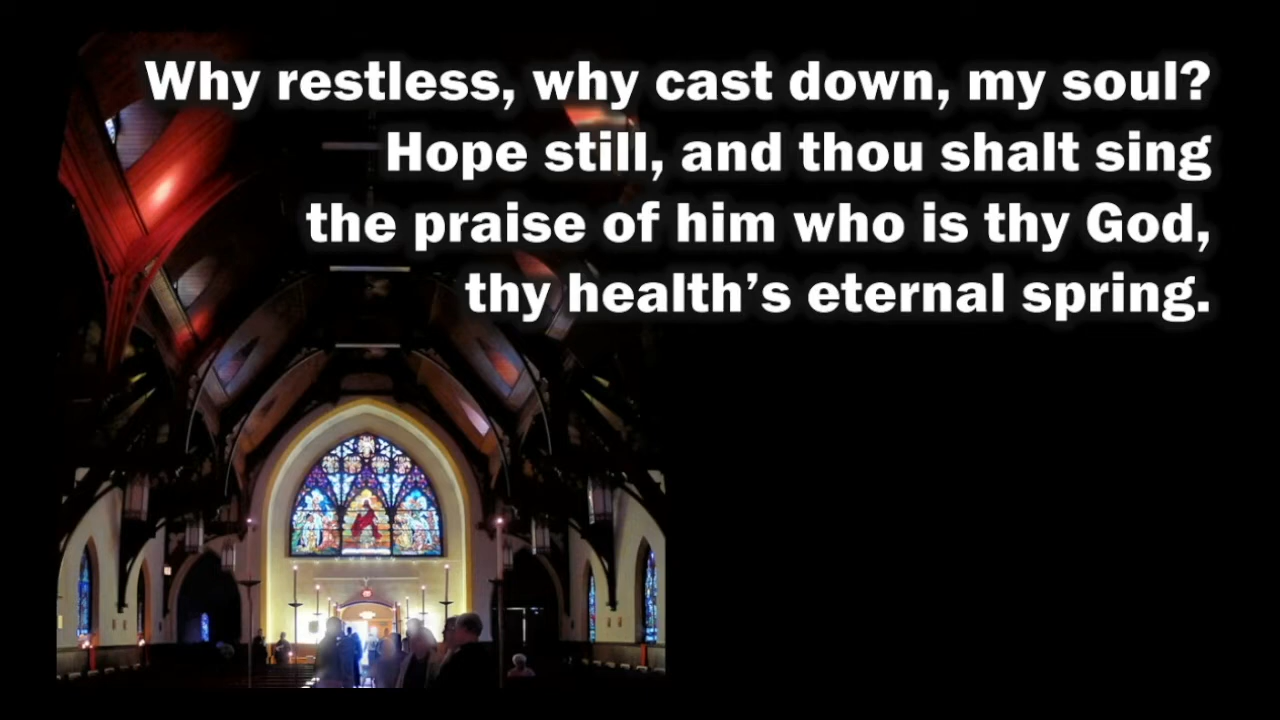 Why restless, why cast down, my soul?
Hope still, and thou shalt sing
the praise of him who is thy God,
thy health’s eternal spring.